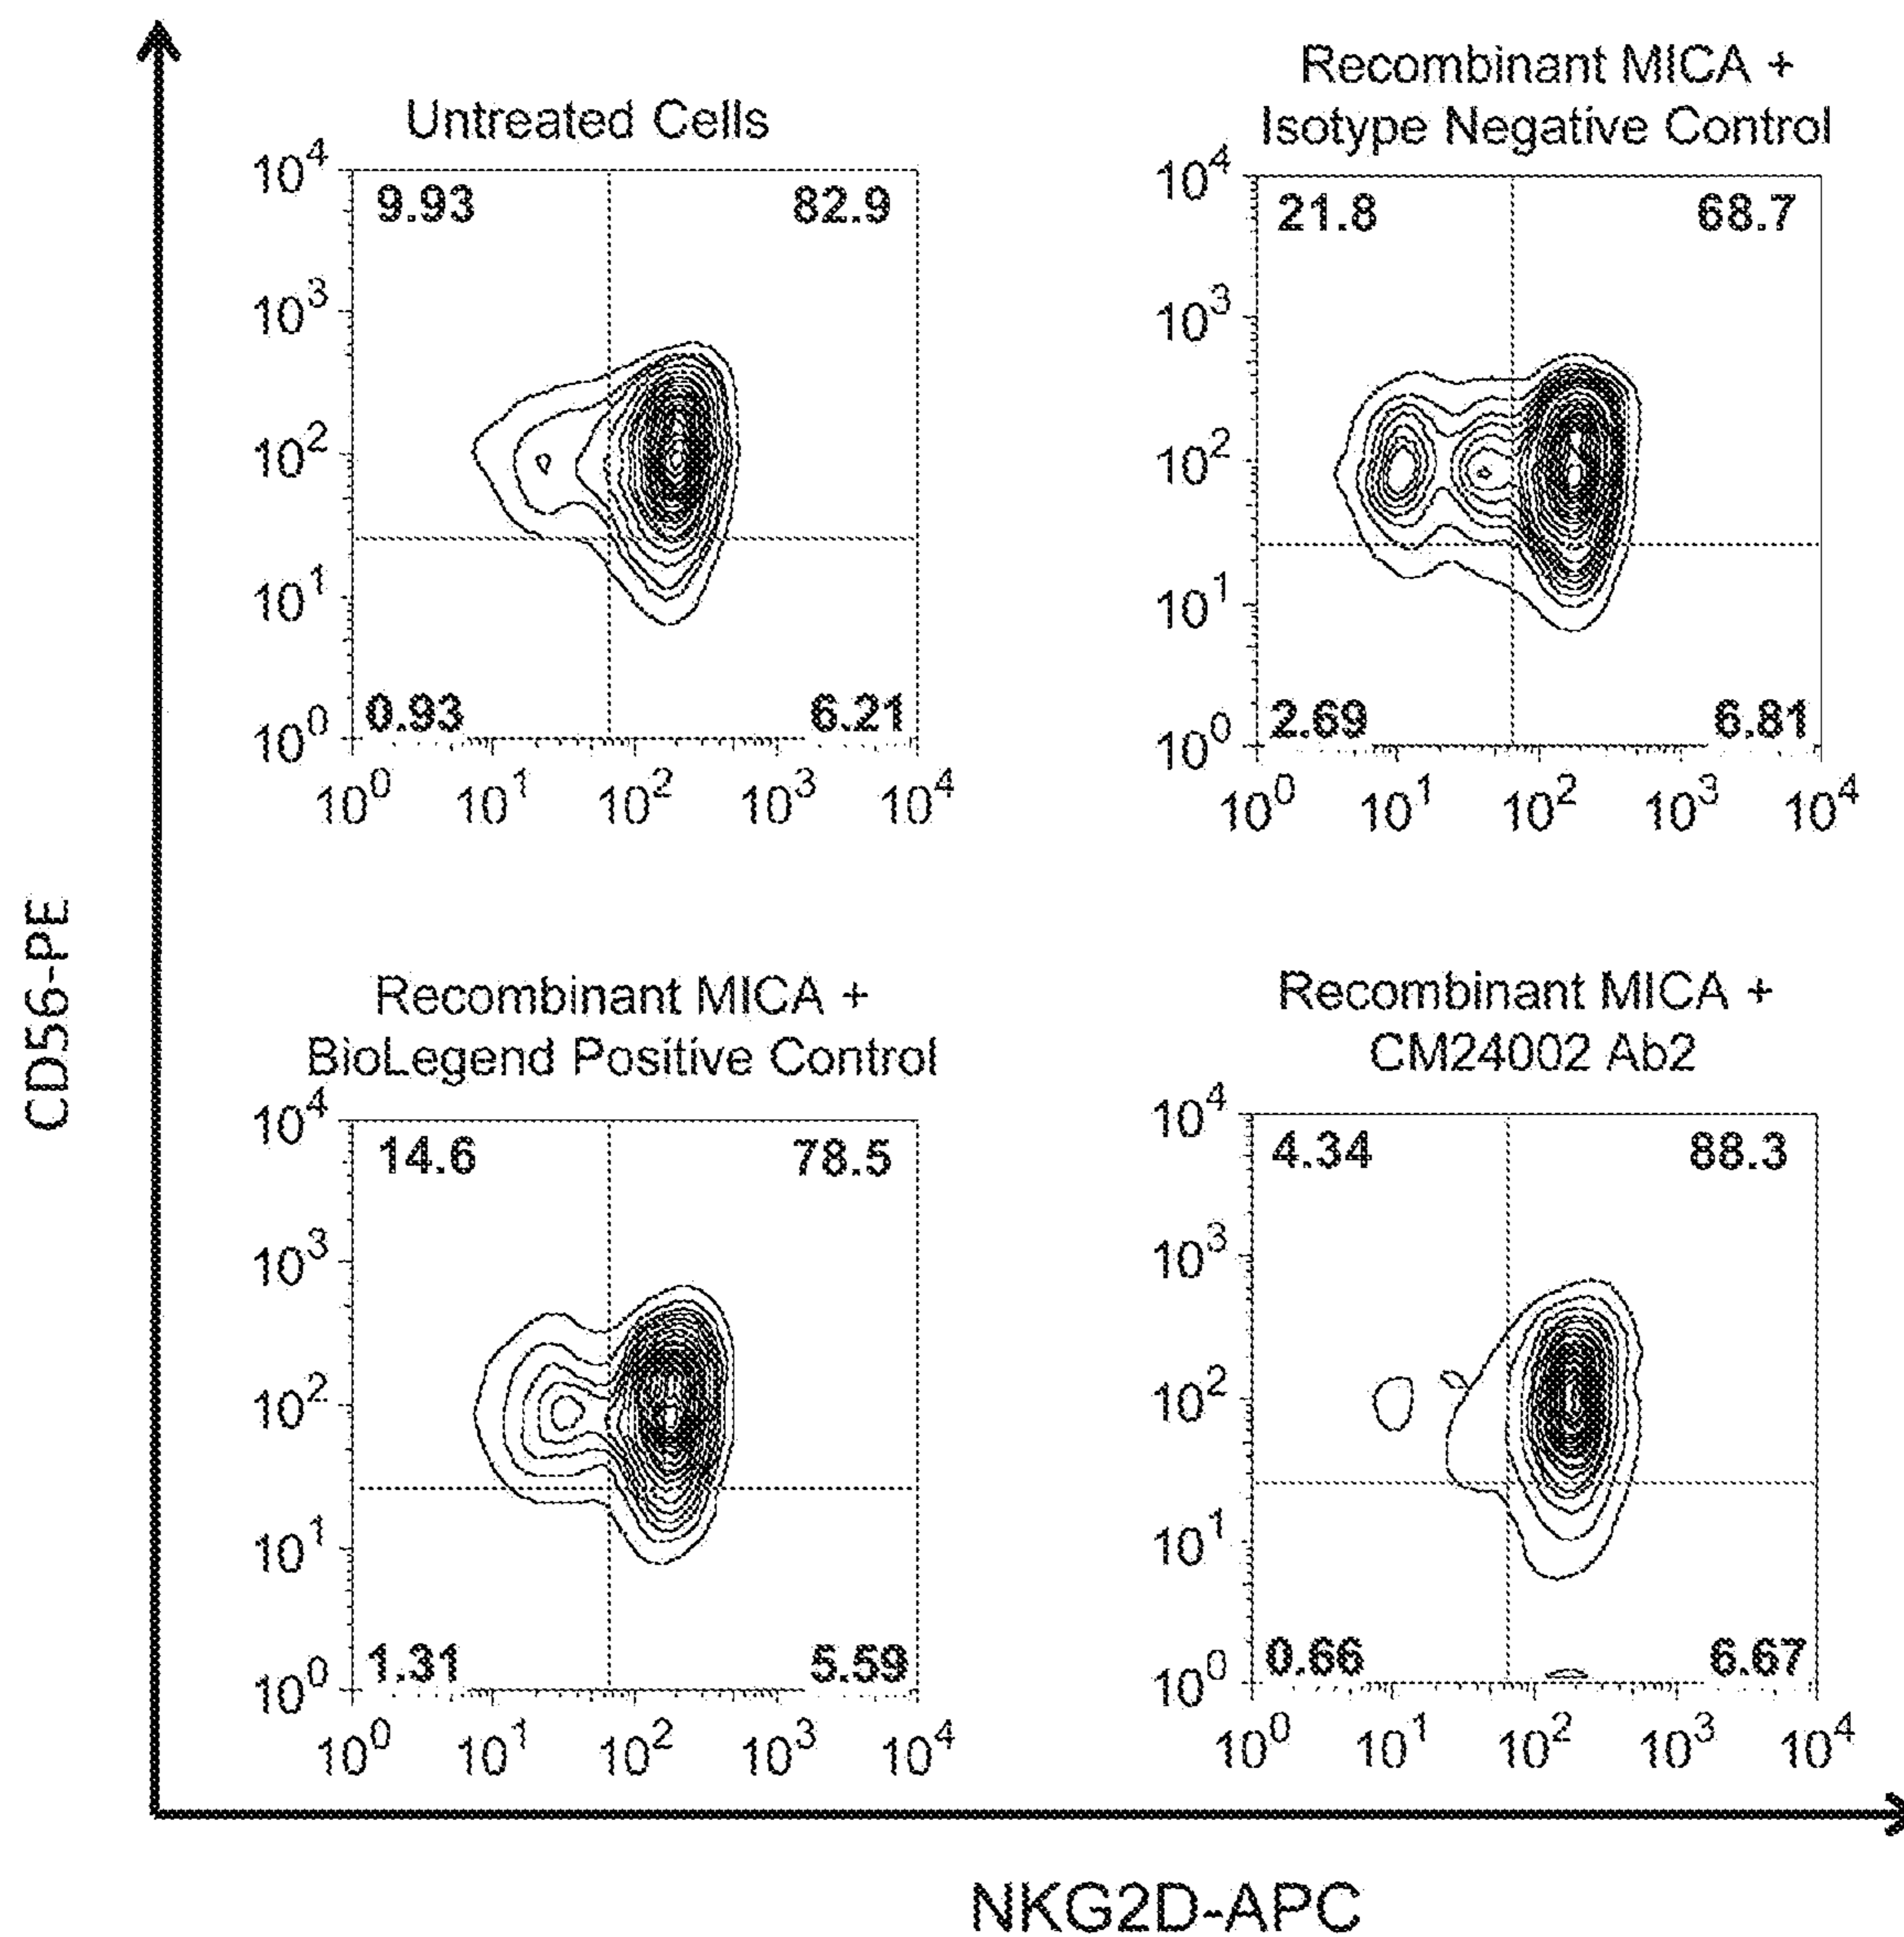 Untreated Cells
10^4
10^3
10^2
10^1
10^0
9.93
82.9
0.93
6.21
10^0 10^1 10^2 10^3 10^4
Recombinant MICA +
Isotype Negative Control
10^4
10^3
10^2
10^1
10^0
21.8
68.7
2.69
6.81
10^0 10^1 10^2 10^3 10^4
CD56-PE
Recombinant MICA +
BioLegend Positive Control
10^4
10^3
10^2
10^1
10^0
14.6
78.5
1.31
5.59
10^0 10^1 10^2 10^3 10^4
Recombinant MICA +
CM24002 Ab2
10^4
10^3
10^2
10^1
10^0
4.34
88.3
0.66
6.67
10^0 10^1 10^2 10^3 10^4
NKG2D-APC